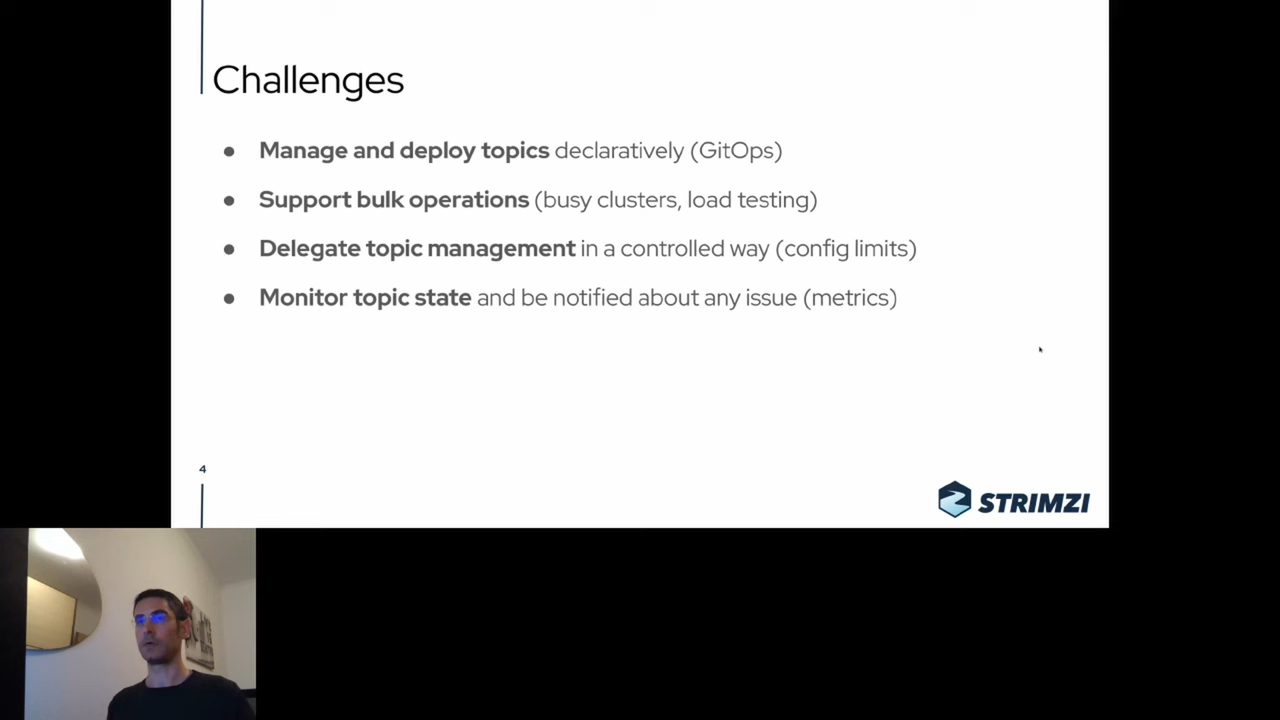 Challenges
● Manage and deploy topics declaratively (GitOps)
● Support bulk operations (busy clusters, load testing)
● Delegate topic management in a controlled way (config limits)
● Monitor topic state and be notified about any issue (metrics)
4
STRIMZI